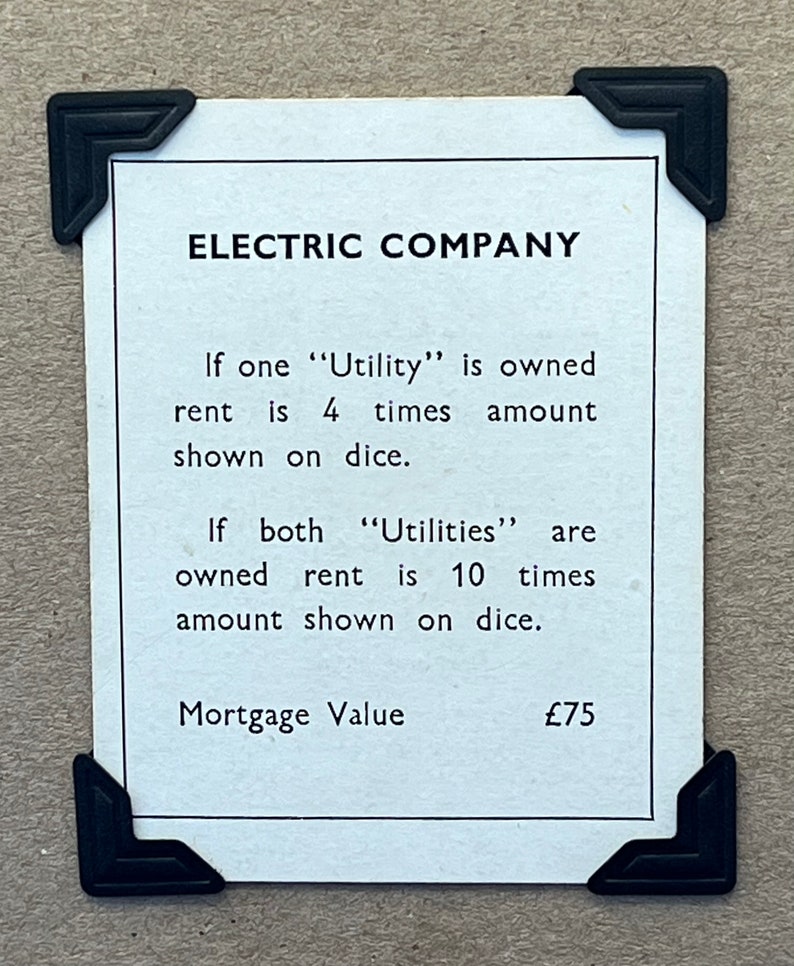 ELECTRIC COMPANY
If one “Utility” is owned
rent is 4 times amount
shown on dice.
If both “Utilities” are
owned rent is 10 times
amount shown on dice.
Mortgage Value £75